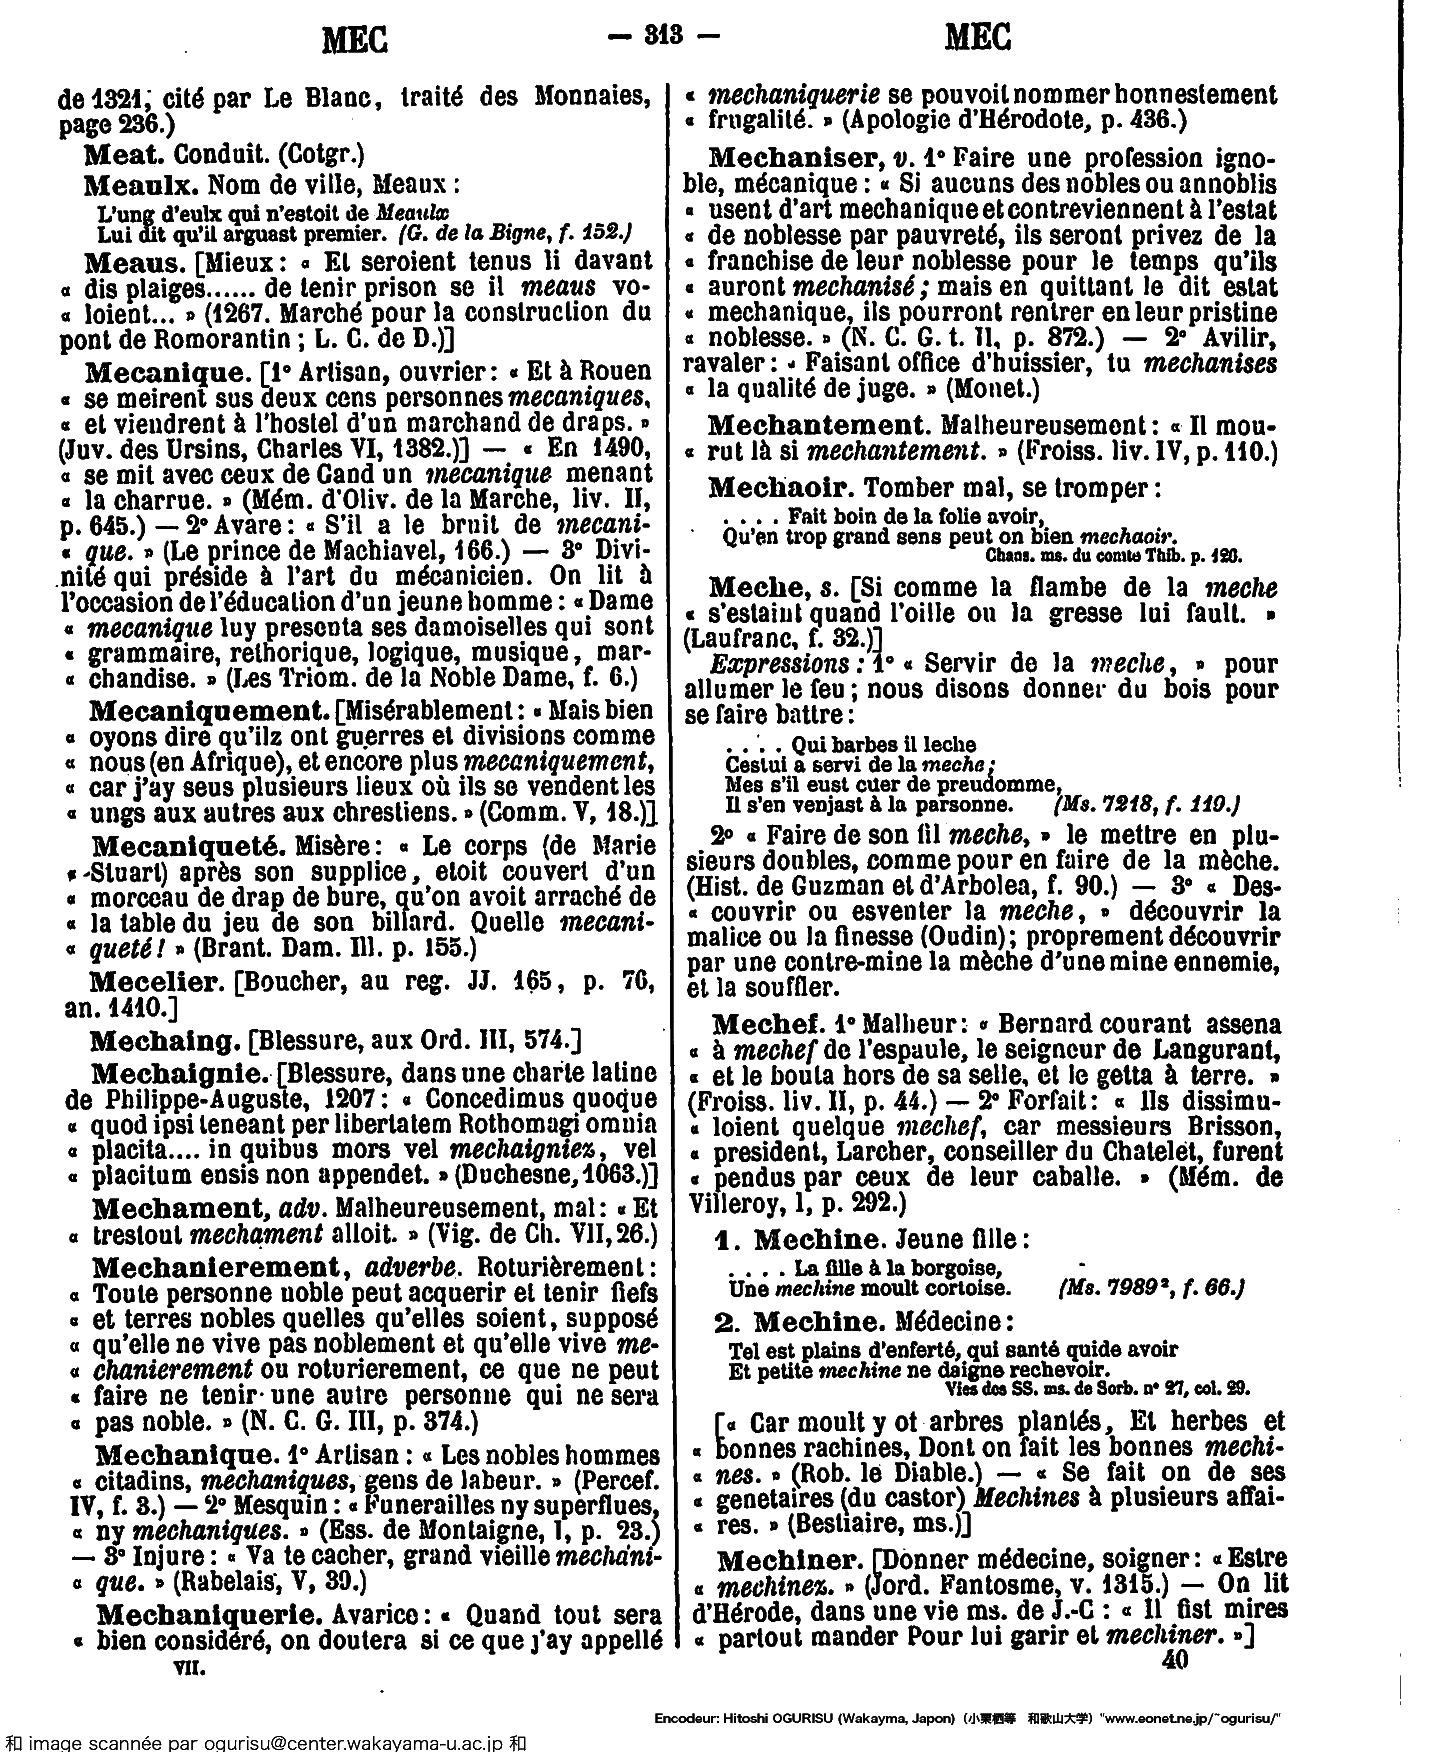 MEC — 313 — MEC
de 1321; cité par Le Blanc, traité des Monnaies,
page 236.)
Meat. Conduit. (Cotgr.)
Meaulx. Nom de ville, Meaux :
L'ung d'eulx qui n'estoit de Meaulx
Lui dit qu'il arguast premier. (G. de la Bigne, f. 152.)
Meaus. [Mieux : « Et seroient tenus li davant
« dis plaiges...... de tenir prison se il meaus vo-
« loient... » (1267. Marché pour la construction du
pont de Romorantin ; L. C. de D.)]
Mecanique. [1° Artisan, ouvrier : « Et à Rouen
« se meirent sus deux cens personnes mecaniques,
« et viendrent à l'hostel d'un marchand de draps. »
(Juv. des Ursins, Charles VI, 1382.)] — « En 1490,
« se mit avec ceux de Gand un mecanique menant
« la charrue. » (Mém. d'Oliv. de la Marche, liv. II,
p. 645.) — 2° Avare : « S'il a le bruit de mecani-
« que. » (Le prince de Machiavel, 166.) — 3° Divi-
nité qui préside à l'art du mécanicien. On lit à
l'occasion de l'éducation d'un jeune homme : « Dame
« mecanique luy presenta ses damoiselles qui sont
« grammaire, rethorique, logique, musique, mar-
« chandise. » (Les Triom. de la Noble Dame, f. 6.)
Mecaniquement. [Misérablement : « Mais bien
« oyons dire qu'ilz ont guerres et divisions comme
« nous (en Afrique), et encore plus mecaniquement,
« car j'ay seus plusieurs lieux où ils se vendent les
« ungs aux autres aux chrestiens. » (Comm. V, 18.)]
Mecaniqueté. Misère : « Le corps (de Marie
« -Stuart) après son supplice, etoit couvert d'un
« morceau de drap de bure, qu'on avoit arraché de
« la table du jeu de son billard. Quelle mecani-
« queté ! » (Brant. Dam. Ill. p. 155.)
Mecelier. [Boucher, au reg. JJ. 165, p. 76,
an. 1410.]
Mechaing. [Blessure, aux Ord. III, 574.]
Mechaignie. [Blessure, dans une charte latine
de Philippe-Auguste, 1207 : « Concedimus quoque
« quod ipsi teneant per libertatem Rothomagi omnia
« placita.... in quibus mors vel mechaigniez, vel
« placitum ensis non appendet. » (Duchesne, 1063.)]
Mechament, adv. Malheureusement, mal : « Et
« trestout mechament alloit. » (Vig. de Ch. VII, 26.)
Mechanierement, adverbe. Roturièrement :
« Toute personne noble peut acquerir et tenir fiefs
« et terres nobles quelles qu'elles soient, supposé
« qu'elle ne vive pas noblement et qu'elle vive me-
« chanierement ou roturierement, ce que ne peut
« faire ne tenir une autre personne qui ne sera
« pas noble. » (N. C. G. III, p. 374.)
Mechanique. 1° Artisan : « Les nobles hommes
« citadins, mechaniques, gens de labeur. » (Percef.
IV, f. 3.) — 2° Mesquin : « Funerailles ny superflues,
« ny mechaniques. » (Ess. de Montaigne, I, p. 23.)
— 3° Injure : « Va te cacher, grand vieille mechani-
« que. » (Rabelais, V, 39.)
Mechaniquerie. Avarice : « Quand tout sera
« bien considéré, on doutera si ce que j'ay appellé
VII.
« mechaniquerie se pouvoit nommer honnestement
« frugalité. » (Apologie d'Hérodote, p. 436.)
Mechaniser, v. 1° Faire une profession igno-
ble, mécanique : « Si aucuns des nobles ou annoblis
« usent d'art mechanique et contreviennent à l'estat
« de noblesse par pauvreté, ils seront privez de la
« franchise de leur noblesse pour le temps qu'ils
« auront mechanisé ; mais en quittant le dit estat
« mechanique, ils pourront rentrer en leur pristine
« noblesse. » (N. C. G. t. II, p. 872.) — 2° Avilir,
ravaler : « Faisant office d'huissier, tu mechanises
« la qualité de juge. » (Monet.)
Mechantement. Malheureusement : « Il mou-
« rut là si mechantement. » (Froiss. liv. IV, p. 110.)
Mechaoir. Tomber mal, se tromper :
. . . . Fait boin de la folie avoir,
Qu'en trop grand sens peut on bien mechaoir.
Chans. ms. du comte Thib. p. 120.
Meche, s. [Si comme la flambe de la meche
« s'estaint quand l'oille ou la gresse lui fault. »
(Laufranc, f. 32.)]
Expressions : 1° « Servir de la meche, » pour
allumer le feu ; nous disons donner du bois pour
se faire battre :
. . . . Qui barbes il leche
Cestui a servi de la meche ;
Mes s'il eust cuer de preudomme,
Il s'en venjast à la parsonne. (Ms. 7218, f. 119.)
2° « Faire de son fil meche, » le mettre en plu-
sieurs doubles, comme pour en faire de la mèche.
(Hist. de Guzman et d'Arbolea, f. 90.) — 3° « Des-
« couvrir ou esventer la meche, » découvrir la
malice ou la finesse (Oudin) ; proprement découvrir
par une contre-mine la mèche d'une mine ennemie,
et la souffler.
Mechef. 1° Malheur : « Bernard courant assena
« à mechef de l'espaule, le seigneur de Langurant,
« et le bouta hors de sa selle, et le getta à terre. »
(Froiss. liv. II, p. 44.) — 2° Forfait : « Ils dissimu-
« loient quelque mechef, car messieurs Brisson,
« president, Larcher, conseiller du Chatelet, furent
« pendus par ceux de leur caballe. » (Mém. de
Villeroy, I, p. 292.)
1. Mechine. Jeune fille :
. . . . La fille à la borgoise,
Une mechine moult cortoise. (Ms. 7989², f. 66.)
2. Mechine. Médecine :
Tel est plains d'enferté, qui santé quide avoir
Et petite mechine ne daigne rechevoir.
Vies des SS. ms. de Sorb. n° 27, col. 29.
[« Car moult y ot arbres plantés, Et herbes et
« bonnes rachines, Dont on fait les bonnes mechi-
« nes. » (Rob. le Diable.) — « Se fait on de ses
« genetaires (du castor) Mechines à plusieurs affai-
« res. » (Bestiaire, ms.)]
Mechiner. [Donner médecine, soigner : « Estre
« mechinez. » (Jord. Fantosme, v. 1315.) — On lit
d'Hérode, dans une vie ms. de J.-C : « Il fist mires
« partout mander Pour lui garir et mechiner. »]
40
Encodeur: Hitoshi OGURISU (Wakayma, Japon) (小栗栖等 和歌山大学) "www.eonet.ne.jp/~ogurisu/"
和 image scannée par ogurisu@center.wakayama-u.ac.jp 和